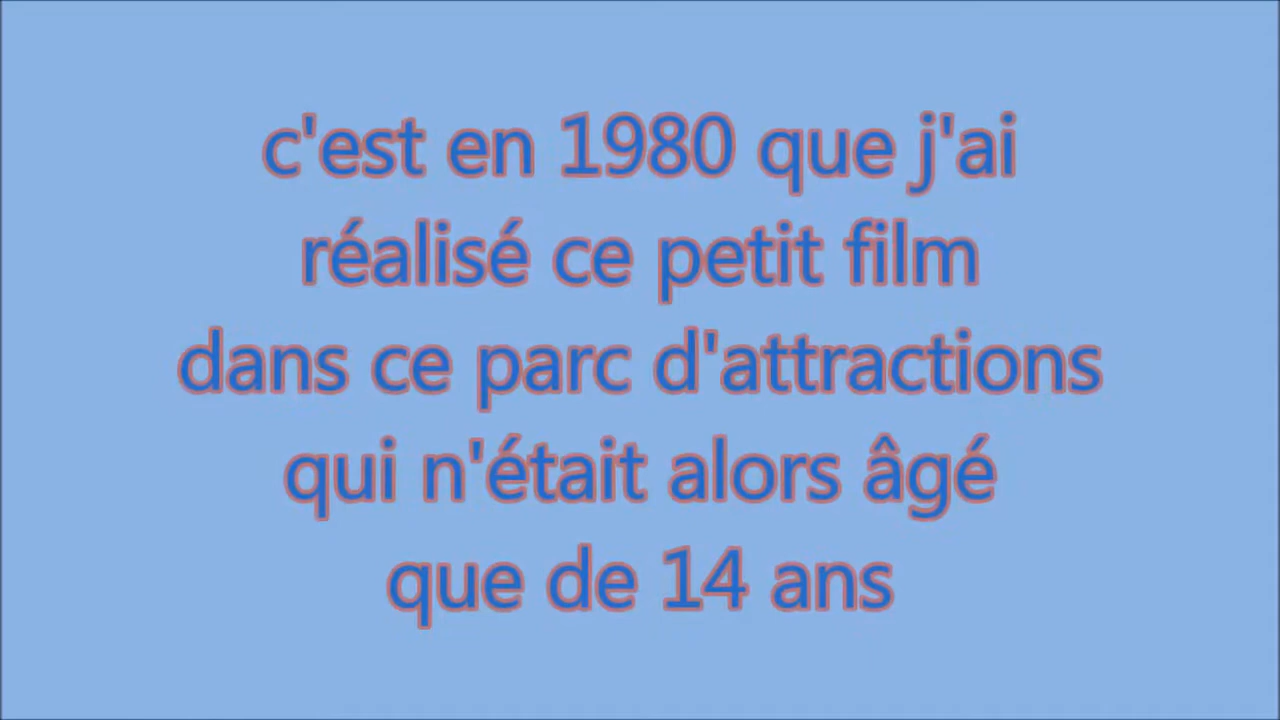 c'est en 1980 que j'ai
réalisé ce petit film
dans ce parc d'attractions
qui n'était alors âgé
que de 14 ans